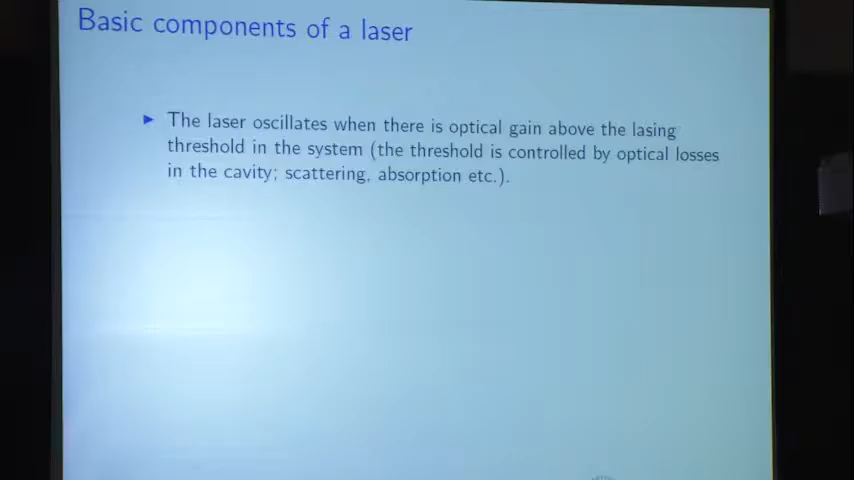 Basic components of a laser
▶ The laser oscillates when there is optical gain above the lasing
threshold in the system (the threshold is controlled by optical losses
in the cavity; scattering, absorption etc.).